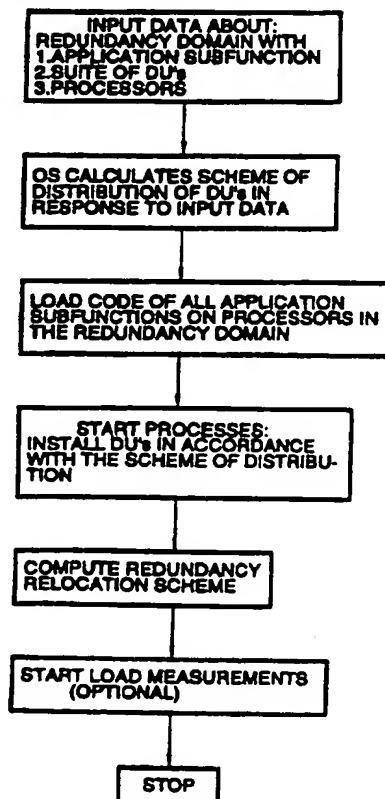 INPUT DATA ABOUT:
REDUNDANCY DOMAIN WITH
1.APPLICATION SUBFUNCTION
2.SUITE OF DU's
3.PROCESSORS
OS CALCULATES SCHEME OF
DISTRIBUTION OF DU's IN
RESPONSE TO INPUT DATA
LOAD CODE OF ALL APPLICATION
SUBFUNCTIONS ON PROCESSORS IN
THE REDUNDANCY DOMAIN
START PROCESSES:
INSTALL DU's IN ACCORDANCE
WITH THE SCHEME OF DISTRIBU-
TION
COMPUTE REDUNDANCY
RELOCATION SCHEME
START LOAD MEASUREMENTS
(OPTIONAL)
STOP